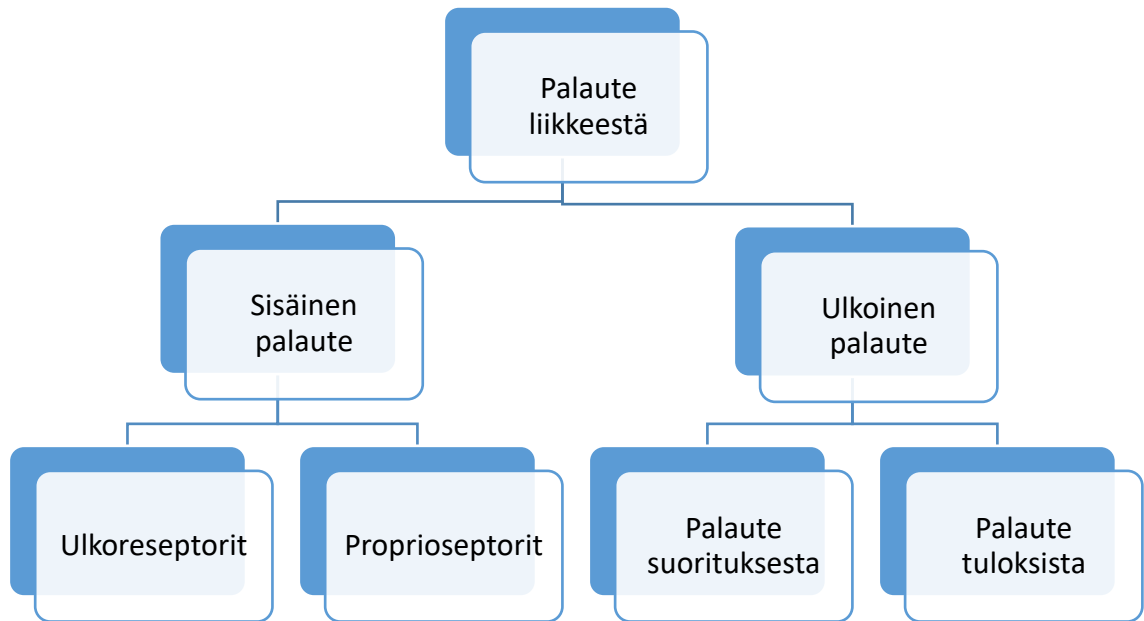 Palaute
liikkeestä
Sisäinen
palaute
Ulkoinen
palaute
Ulkoreseptorit
Proprioseptorit
Palaute
suorituksesta
Palaute
tuloksista